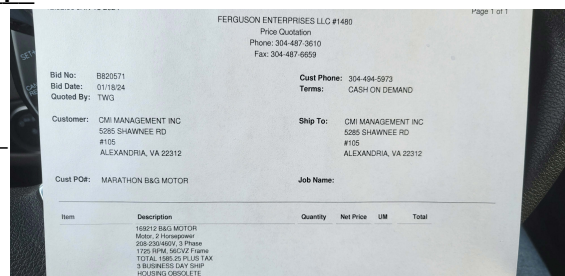 Page 1 of 1
FERGUSON ENTERPRISES LLC #1480
Price Quotation
Phone: 304-487-3610
Fax: 304-487-6659
Bid No: B820571
Bid Date: 01/18/24
Quoted By: TWG
Cust Phone: 304-494-5973
Terms: CASH ON DEMAND
Customer: CMI MANAGEMENT INC
5285 SHAWNEE RD
#105
ALEXANDRIA, VA 22312
Ship To: CMI MANAGEMENT INC
5285 SHAWNEE RD
#105
ALEXANDRIA, VA 22312
Cust PO#: MARATHON B&G MOTOR
Job Name:
Item Description Quantity Net Price UM Total
169212 B&G MOTOR
Motor, 2 Horsepower
208-230/460V, 3 Phase
1725 RPM, 56CVZ Frame
TOTAL 1585.25 PLUS TAX
3 BUSINESS DAY SHIP
HOUSING OBSOLETE